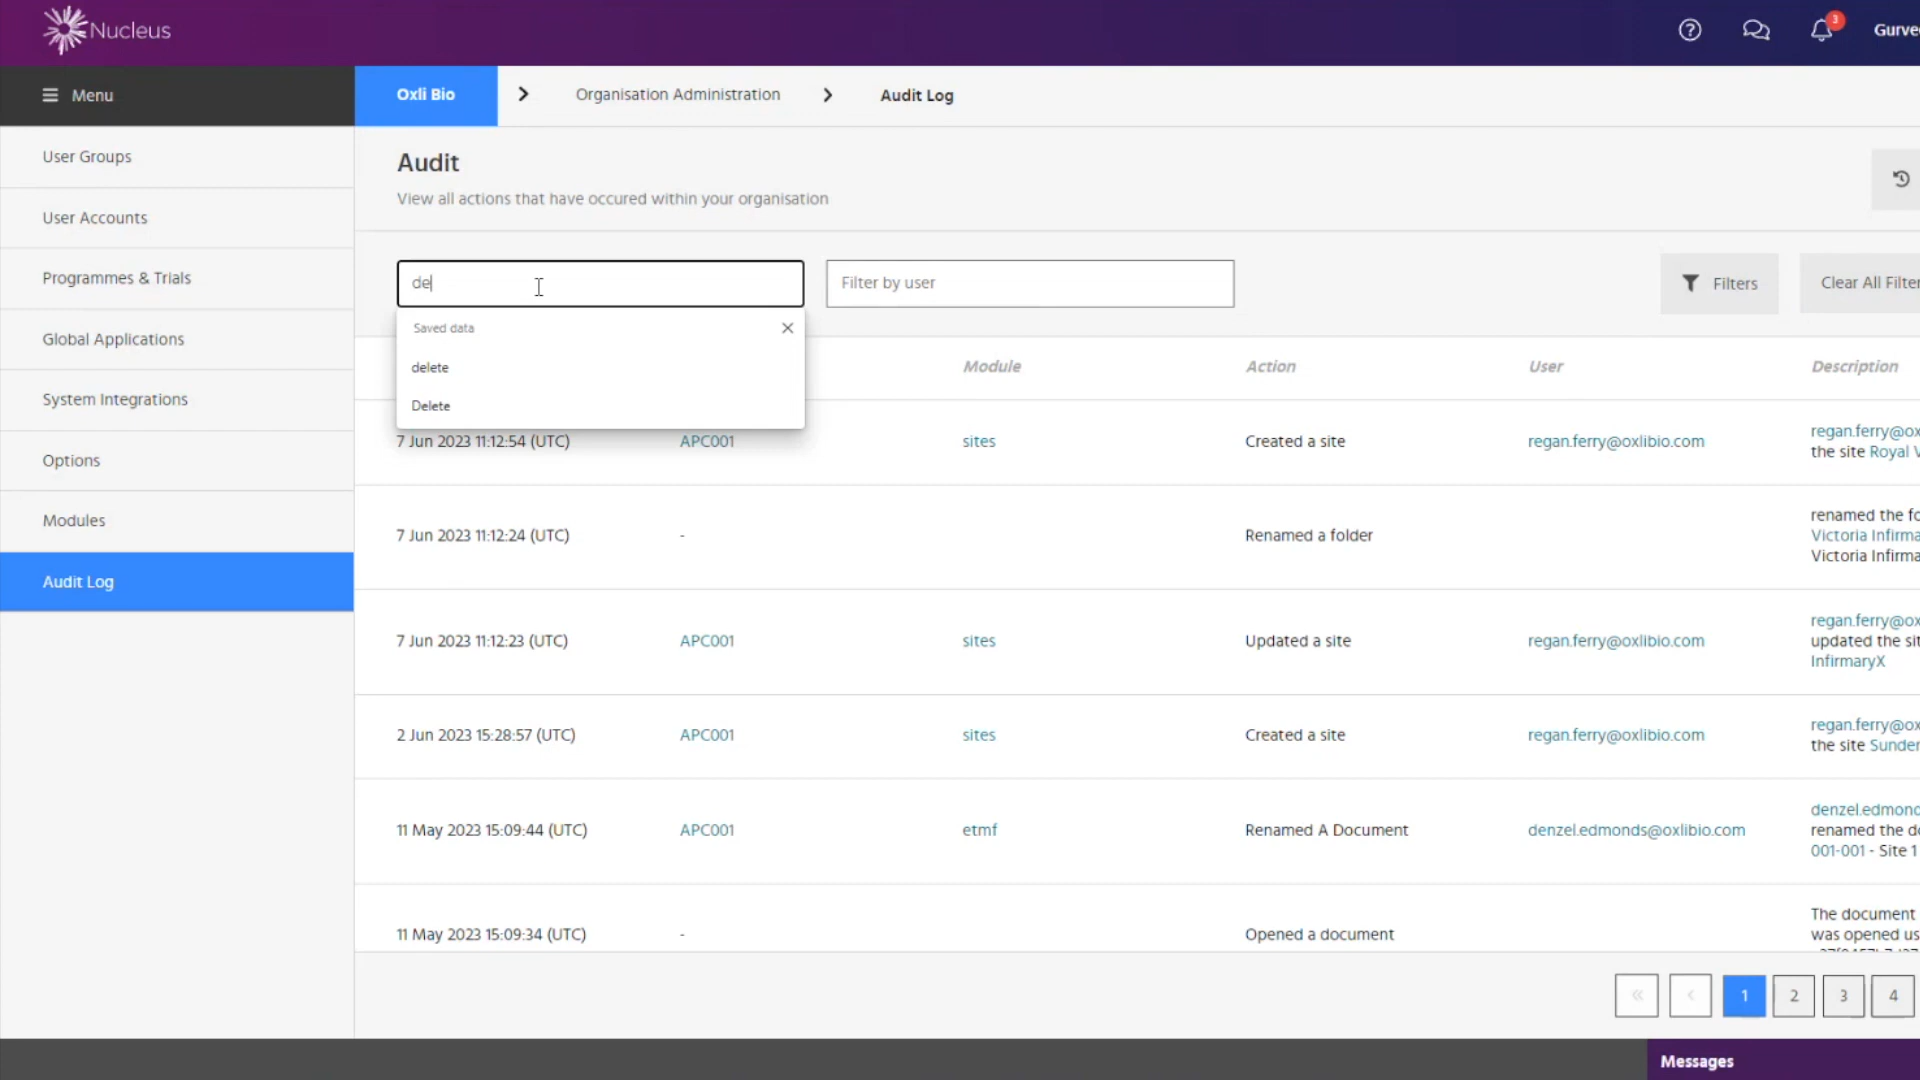 Nucleus
3
Gurve
Menu
Oxli Bio
Organisation Administration
Audit Log
User Groups
User Accounts
Programmes & Trials
Global Applications
System Integrations
Options
Modules
Audit Log
Audit
View all actions that have occured within your organisation
de
Filter by user
Filters
Clear All Filter
Saved data
delete
Delete
Module Action User Description
7 Jun 2023 11:12:54 (UTC) APC001 sites Created a site regan.ferry@oxlibio.com regan.ferry@ox
the site Royal V
7 Jun 2023 11:12:24 (UTC) - Renamed a folder renamed the fo
Victoria Infirma
Victoria Infirma
7 Jun 2023 11:12:23 (UTC) APC001 sites Updated a site regan.ferry@oxlibio.com regan.ferry@ox
updated the sit
InfirmaryX
2 Jun 2023 15:28:57 (UTC) APC001 sites Created a site regan.ferry@oxlibio.com regan.ferry@ox
the site Sunder
11 May 2023 15:09:44 (UTC) APC001 etmf Renamed A Document denzel.edmonds@oxlibio.com denzel.edmond
renamed the d
001-001 - Site 1
11 May 2023 15:09:34 (UTC) - Opened a document The document
was opened us
« ‹ 1 2 3 4
Messages